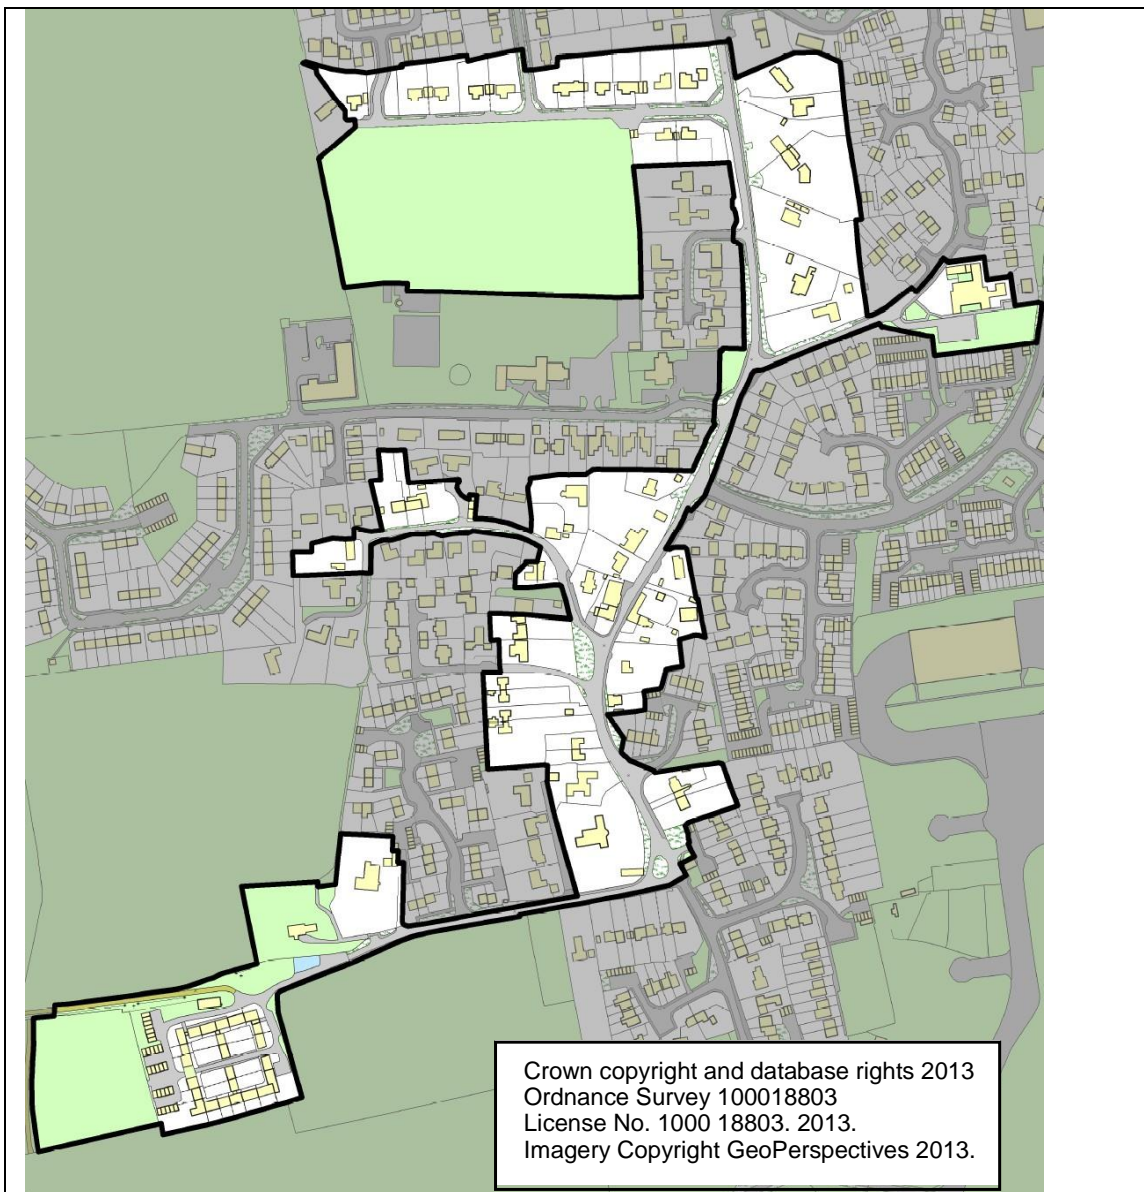 Crown copyright and database rights 2013
Ordnance Survey 100018803
License No. 1000 18803. 2013.
Imagery Copyright GeoPerspectives 2013.